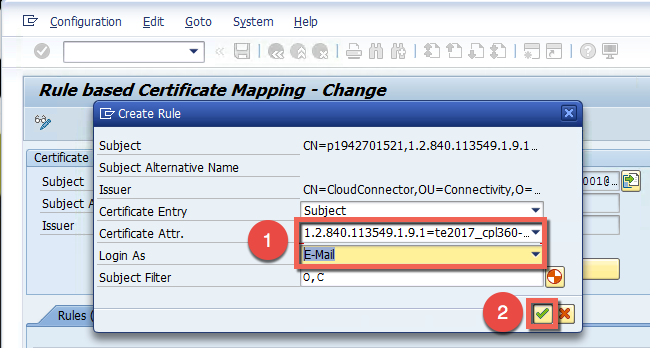 Configuration Edit Goto System Help
Rule based Certificate Mapping - Change
Create Rule
Subject CN=p1942701521,1.2.840.113549.1.9.1...
Subject Alternative Name
Issuer CN=CloudConnector,OU=Connectivity,O=...
Certificate Entry Subject
Certificate Attr. 1.2.840.113549.1.9.1=te2017_cpl360-...
Login As E-Mail
Subject Filter O,C
1
2
Certificate
Subject 001@...
Subject A
Issuer
Rules (